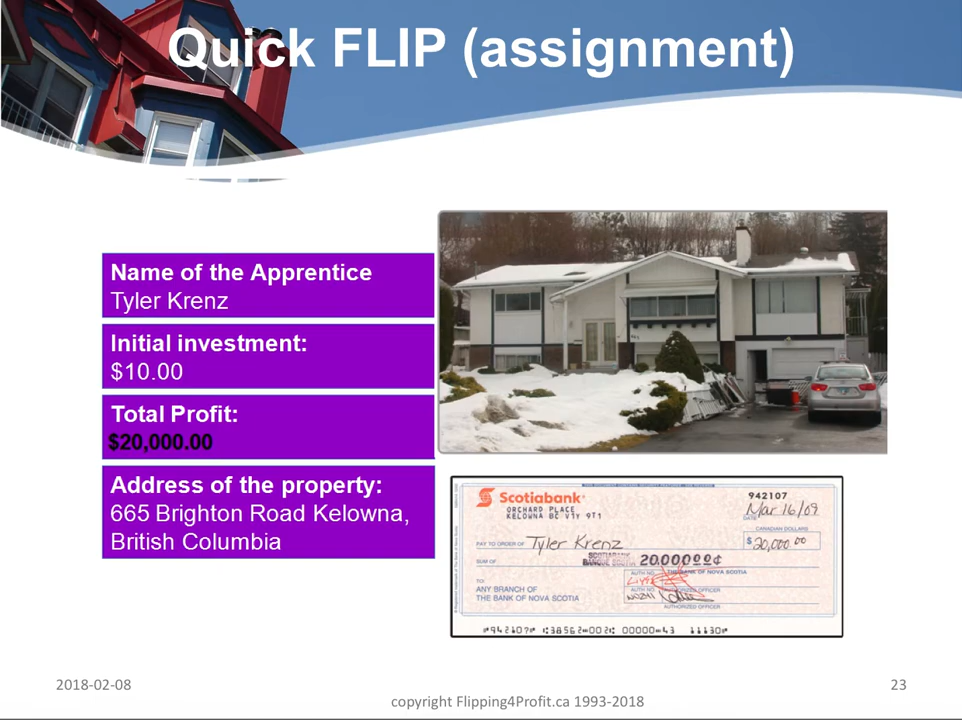 Quick FLIP (assignment)
Name of the Apprentice
Tyler Krenz
Initial investment:
$10.00
Total Profit:
$20,000.00
Address of the property:
665 Brighton Road Kelowna,
British Columbia
Scotiabank
ORCHARD PLACE
KELOWNA BC V1Y 9T1
942107
Mar 16/09
DATE
CANADIAN DOLLARS
PAY TO ORDER OF Tyler Krenz
$ 20,000 00
SCOTIABANK
BANQUE SCOTIA
SUM OF
20,000 00 ¢
AUTH NO. THE BANK OF NOVA SCOTIA
TO:
ANY BRANCH OF
THE BANK OF NOVA SCOTIA
AUTH NO. AUTHORIZED OFFICER
AUTHORIZED OFFICER
2018-02-08
copyright Flipping4Profit.ca 1993-2018
23